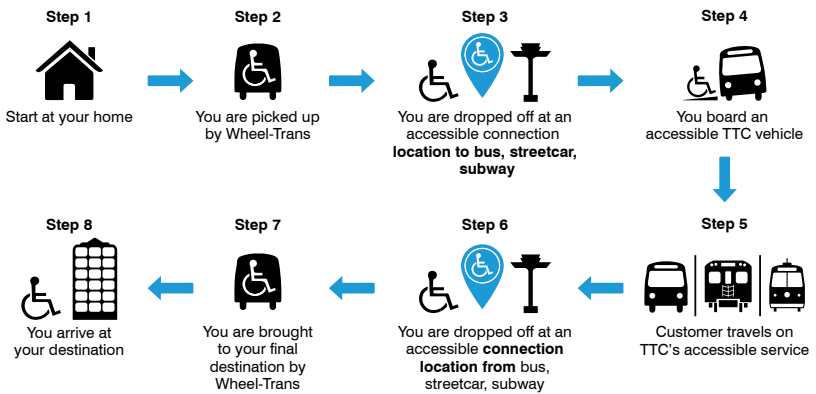 Step 1
Start at your home
Step 2
You are picked up
by Wheel-Trans
Step 3
You are dropped off at an
accessible connection
location to bus, streetcar,
subway
Step 4
You board an
accessible TTC vehicle
Step 5
Customer travels on
TTC's accessible service
Step 6
You are dropped off at an
accessible connection
location from bus,
streetcar, subway
Step 7
You are brought
to your final
destination by
Wheel-Trans
Step 8
You arrive at
your destination